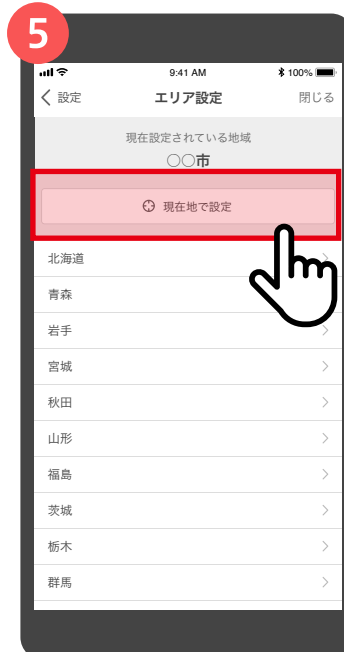 5
9:41 AM 100%
設定 エリア設定 閉じる
現在設定されている地域
〇〇市
現在地で設定
北海道
青森
岩手
宮城
秋田
山形
福島
茨城
栃木
群馬